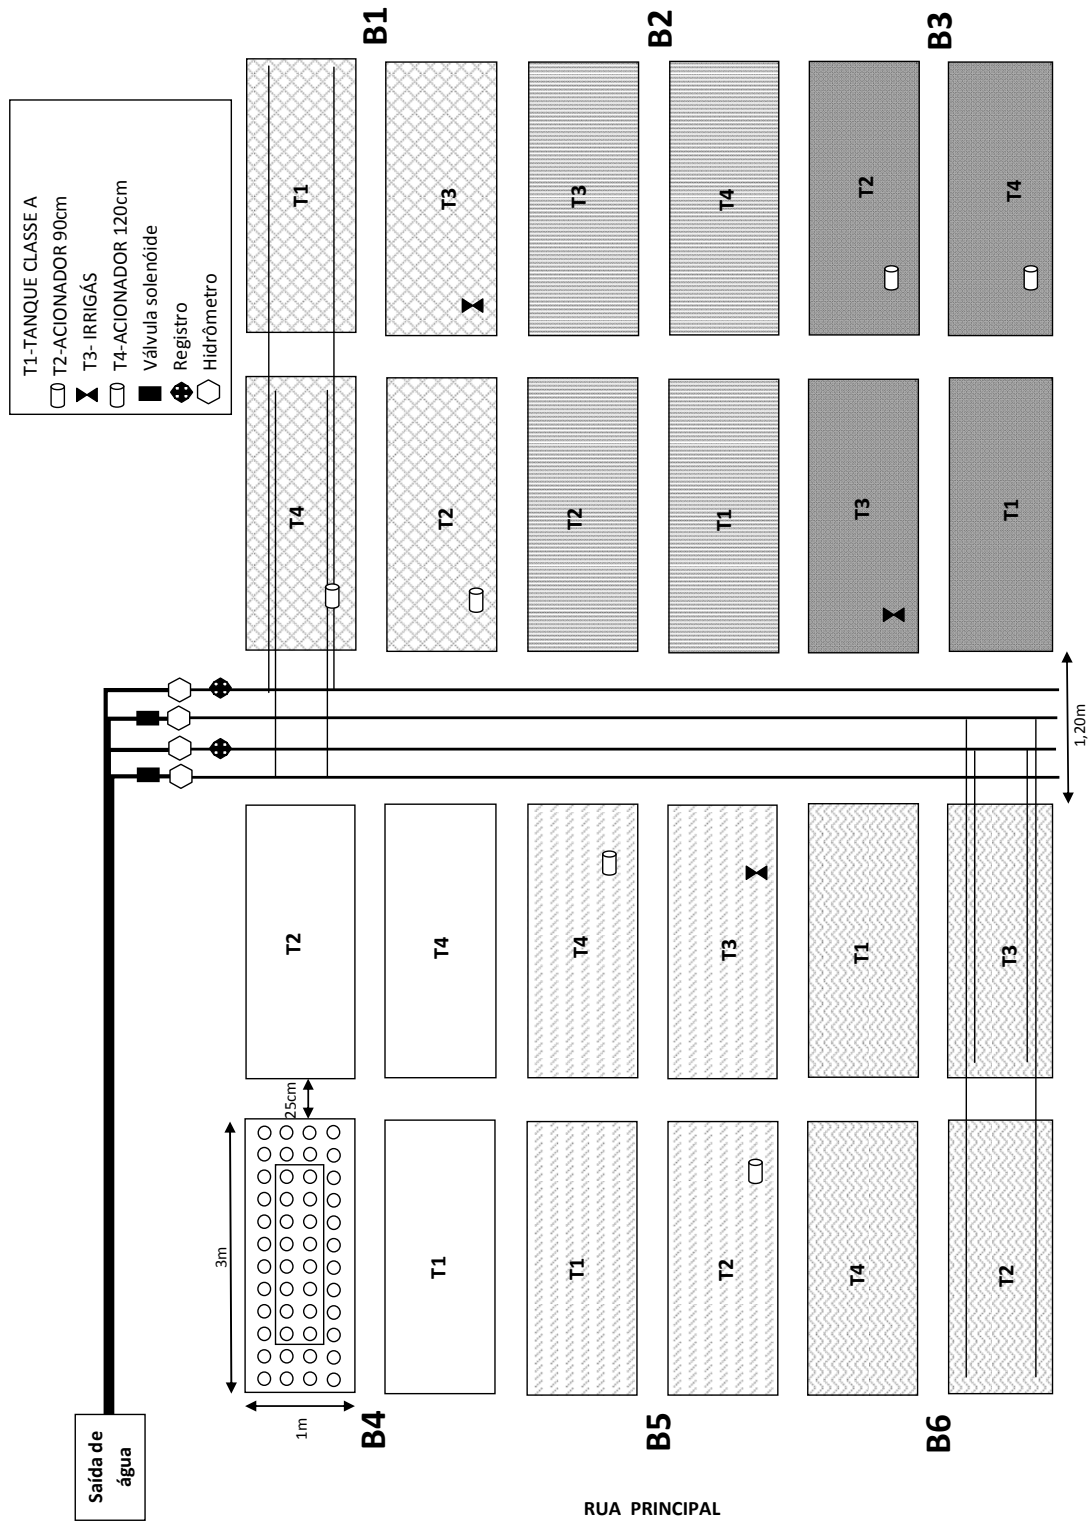 T1-TANQUE CLASSE A
T2-ACIONADOR 90cm
T3- IRRIGÁS
T4-ACIONADOR 120cm
Válvula solenóide
Registro
Hidrômetro
B1
B2
B3
T1
T3
T3
T4
T2
T4
T4
T2
T2
T1
T3
T1
1,20m
T2
T4
T4
T3
T1
T3
25cm
3m
T1
T1
T2
T4
T2
1m
B4
B5
B6
Saída de
água
RUA PRINCIPAL